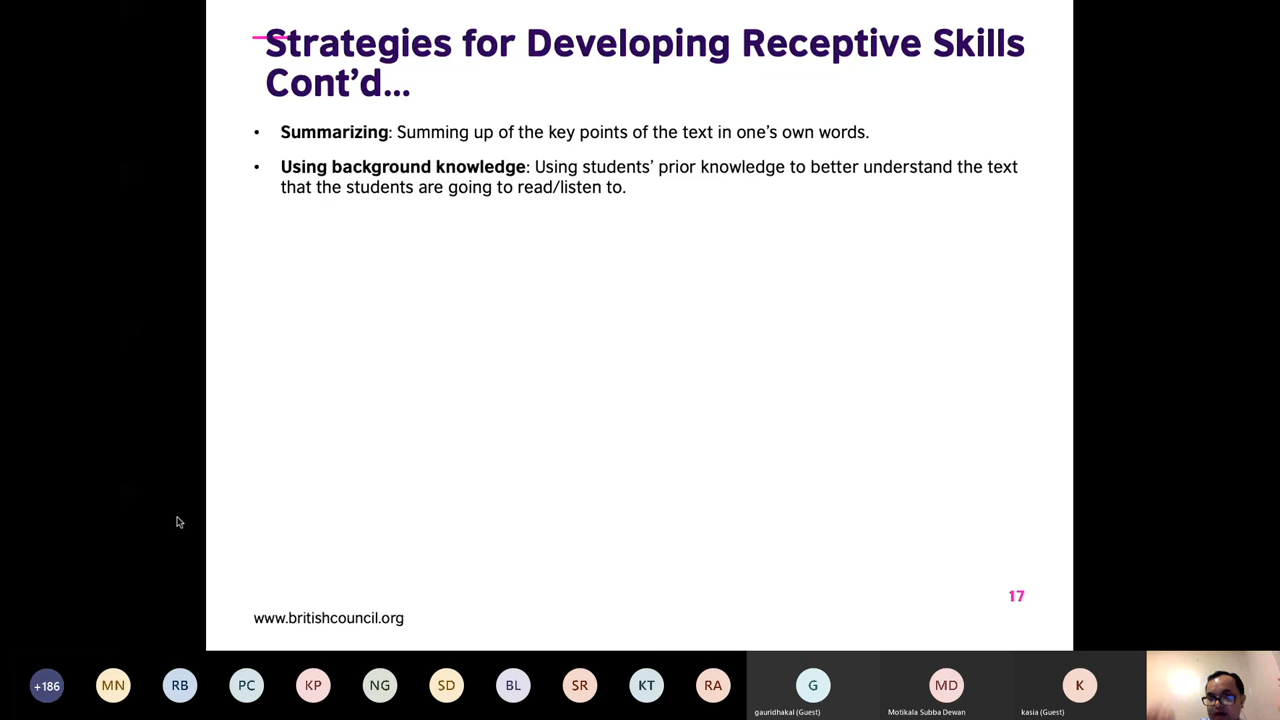 Strategies for Developing Receptive Skills
Cont’d...
• Summarizing: Summing up of the key points of the text in one’s own words.
• Using background knowledge: Using students’ prior knowledge to better understand the text
that the students are going to read/listen to.
17
www.britishcouncil.org
+186 MN RB PC KP NG SD BL SR KT RA G MD K
gauridhakal (Guest) Motikala Subba Dewan kasia (Guest)